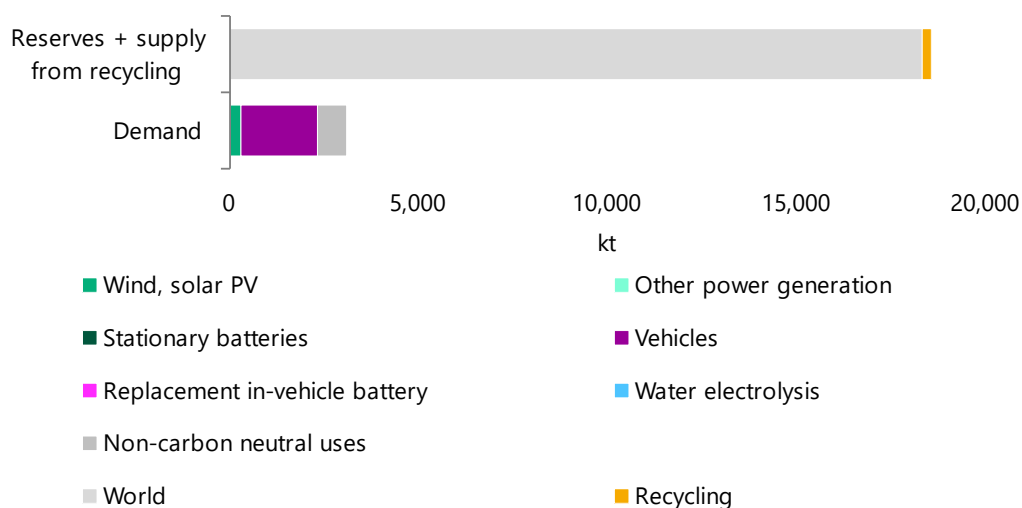 Reserves + supply
from recycling
Demand
0 5,000 10,000 15,000 20,000
kt
Wind, solar PV Other power generation
Stationary batteries Vehicles
Replacement in-vehicle battery Water electrolysis
Non-carbon neutral uses
World Recycling